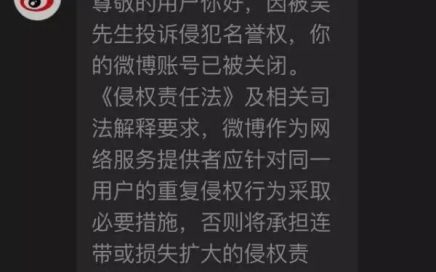 尊敬的用户你好，因被吴
先生投诉侵犯名誉权，你
的微博账号已被关闭。
《侵权责任法》及相关司
法解释要求，微博作为网
络服务提供者应针对同一
用户的重复侵权行为采取
必要措施，否则将承担连
带或损失扩大的侵权责